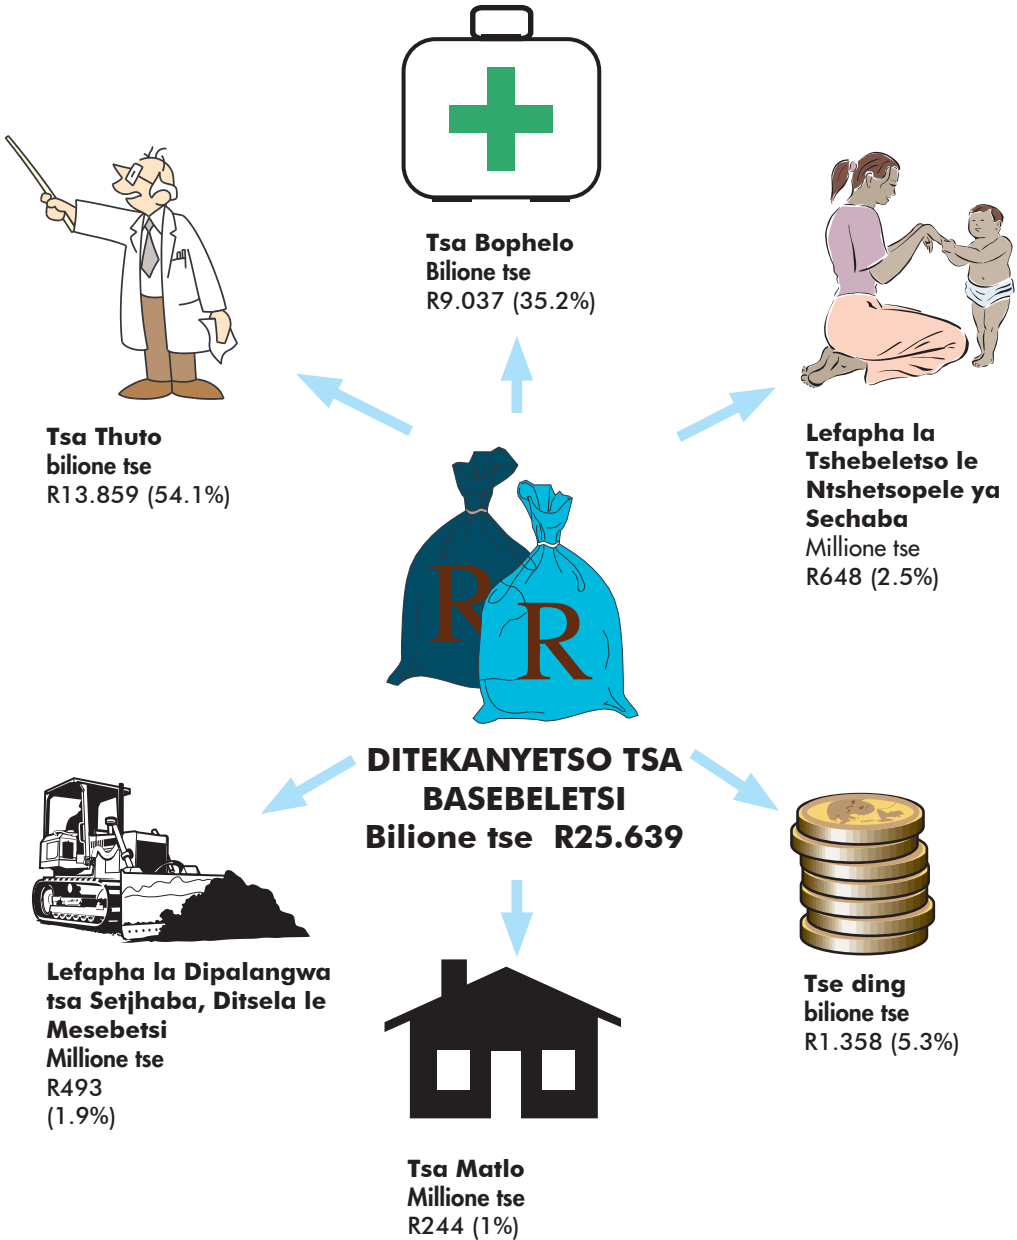 Tsa Bophelo
Bilione tse
R9.037 (35.2%)
Tsa Thuto
bilione tse
R13.859 (54.1%)
Lefapha la
Tshebeletso le
Ntshetsopele ya
Sechaba
Millione tse
R648 (2.5%)
R
R
DITEKANYETSO TSA
BASEBELETSI
Bilione tse R25.639
Lefapha la Dipalangwa
tsa Setjhaba, Ditsela le
Mesebetsi
Millione tse
R493
(1.9%)
Tse ding
bilione tse
R1.358 (5.3%)
Tsa Matlo
Millione tse
R244 (1%)